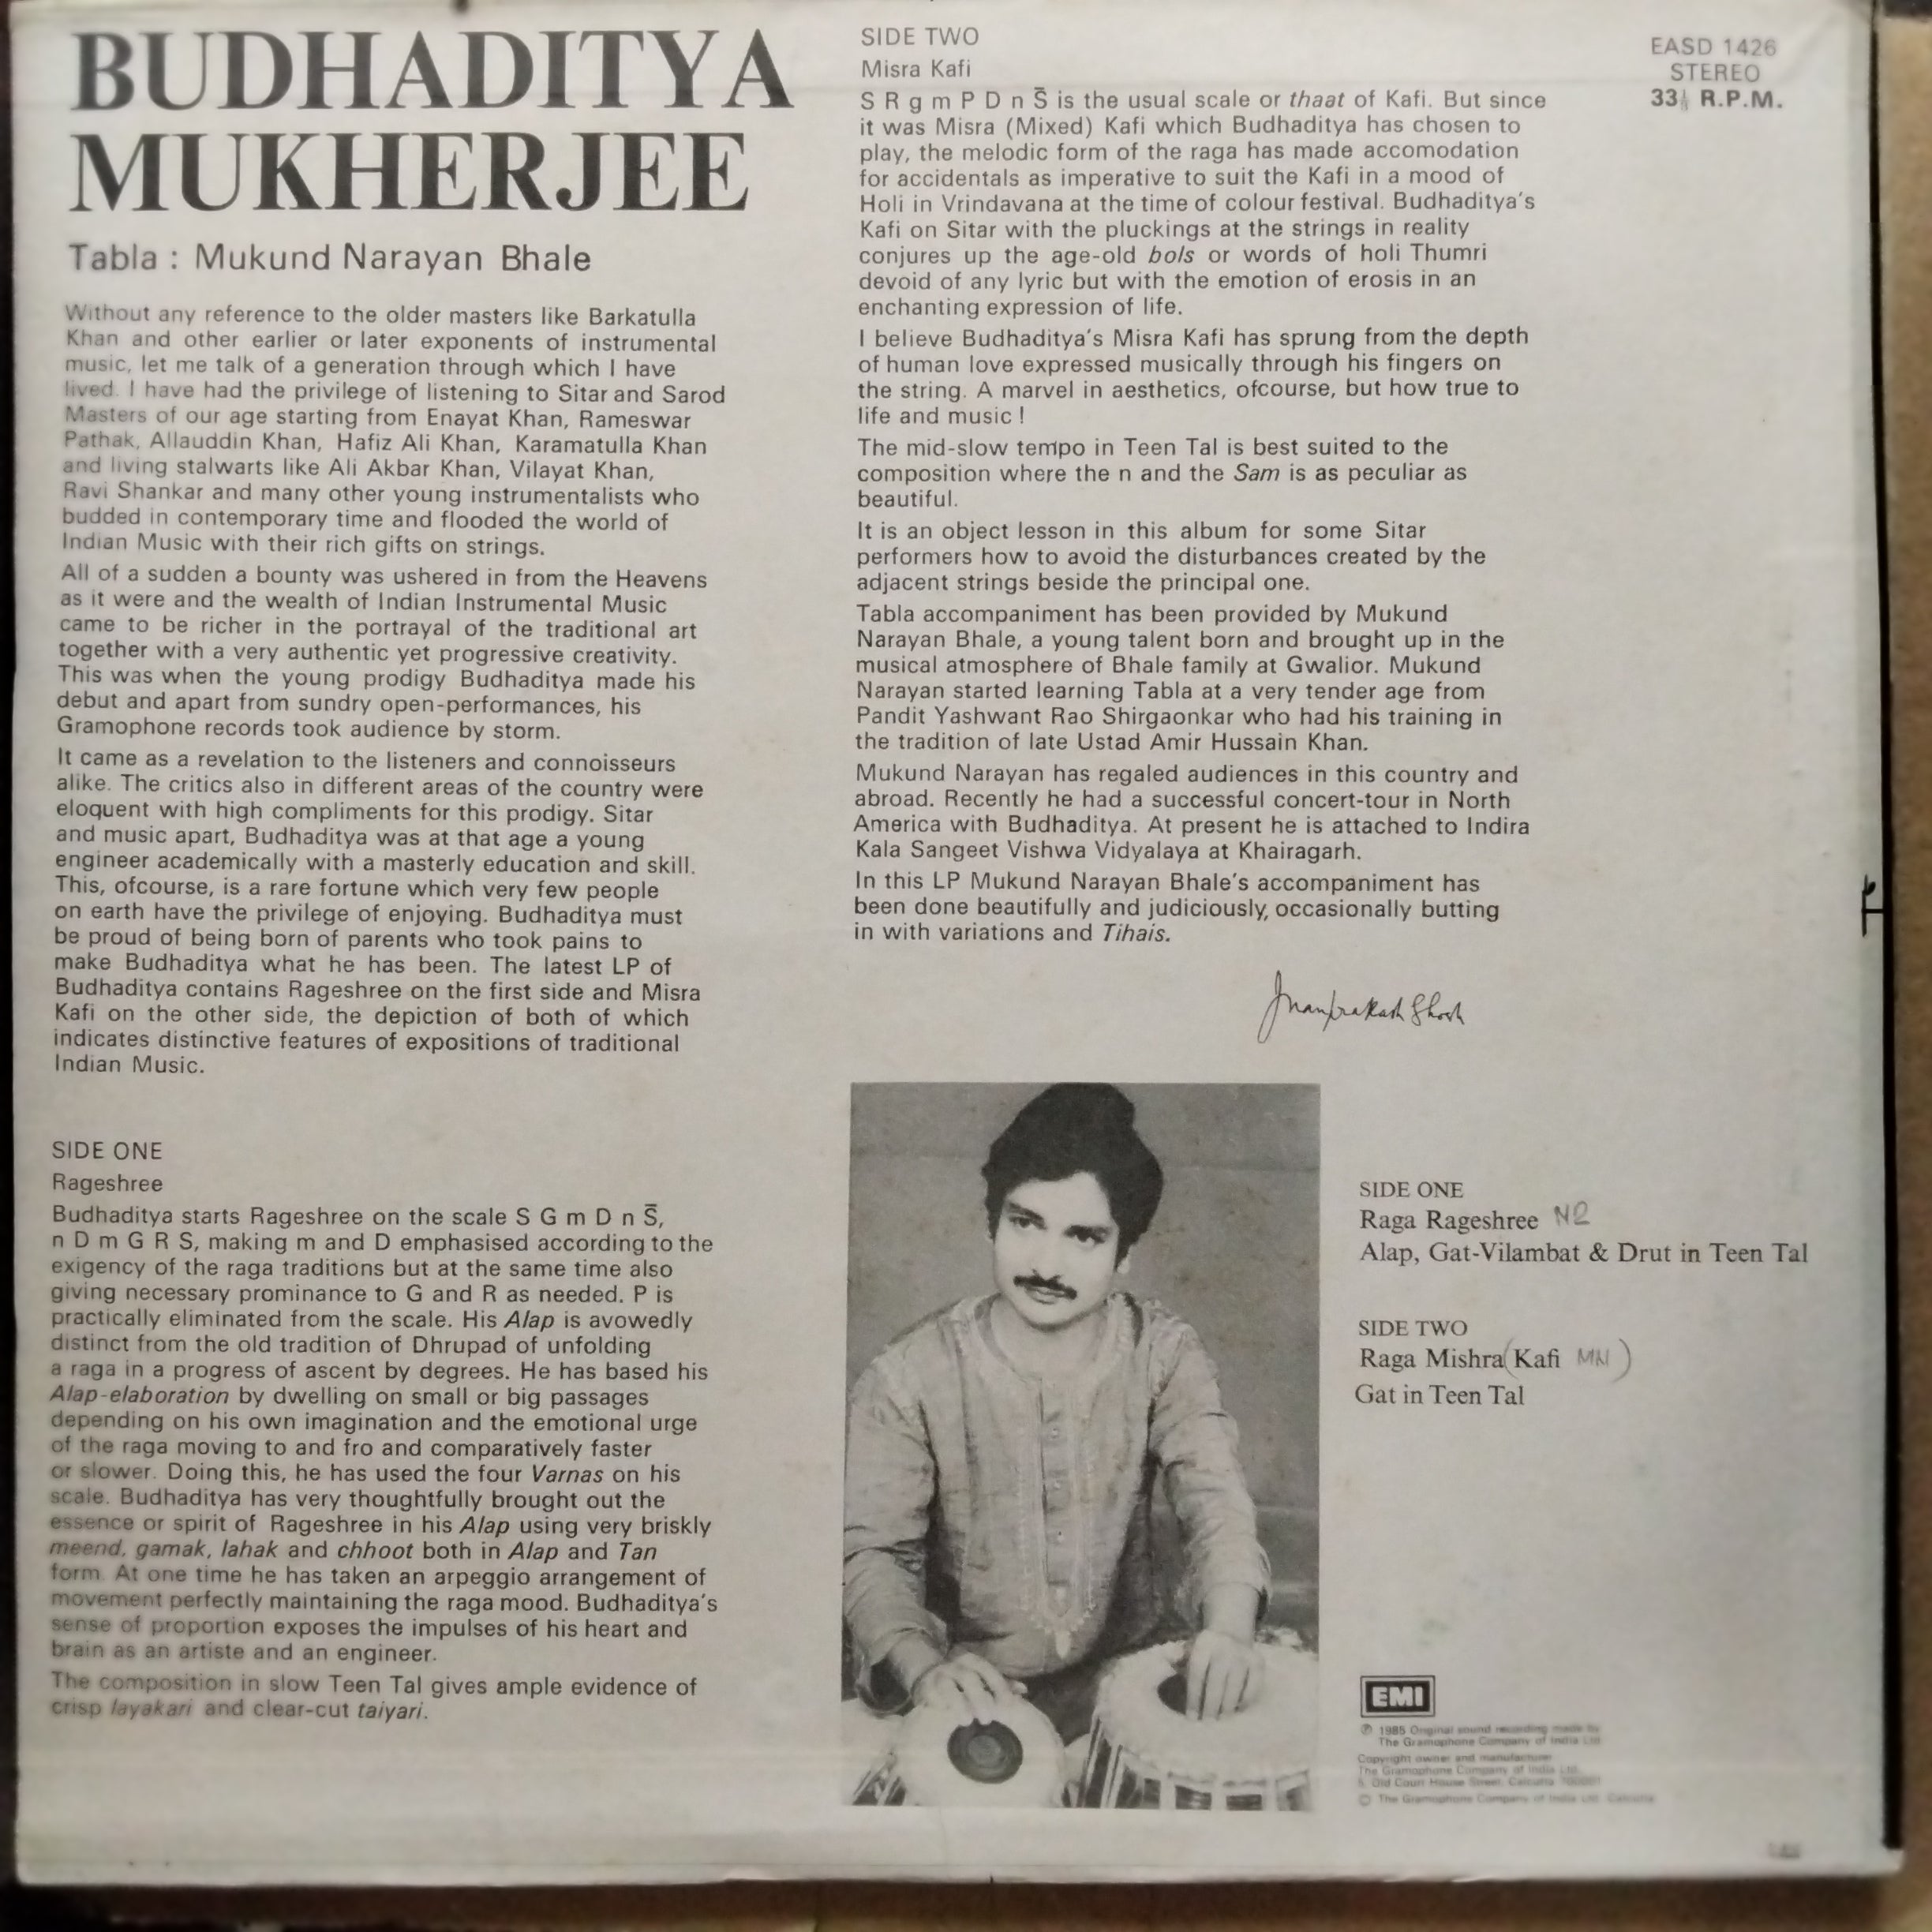 BUDHADITYA
MUKHERJEE
Tabla : Mukund Narayan Bhale
Without any reference to the older masters like Barkatulla
Khan and other earlier or later exponents of instrumental
music, let me talk of a generation through which I have
lived. I have had the privilege of listening to Sitar and Sarod
Masters of our age starting from Enayat Khan, Rameswar
Pathak, Allauddin Khan, Hafiz Ali Khan, Karamatulla Khan
and living stalwarts like Ali Akbar Khan, Vilayat Khan,
Ravi Shankar and many other young instrumentalists who
budded in contemporary time and flooded the world of
Indian Music with their rich gifts on strings.
All of a sudden a bounty was ushered in from the Heavens
as it were and the wealth of Indian Instrumental Music
came to be richer in the portrayal of the traditional art
together with a very authentic yet progressive creativity.
This was when the young prodigy Budhaditya made his
debut and apart from sundry open-performances, his
Gramophone records took audience by storm.
It came as a revelation to the listeners and connoisseurs
alike. The critics also in different areas of the country were
eloquent with high compliments for this prodigy. Sitar
and music apart, Budhaditya was at that age a young
engineer academically with a masterly education and skill.
This, ofcourse, is a rare fortune which very few people
on earth have the privilege of enjoying. Budhaditya must
be proud of being born of parents who took pains to
make Budhaditya what he has been. The latest LP of
Budhaditya contains Rageshree on the first side and Misra
Kafi on the other side, the depiction of both of which
indicates distinctive features of expositions of traditional
Indian Music.
SIDE ONE
Rageshree
Budhaditya starts Rageshree on the scale S G m D n S̄,
n D m G R S, making m and D emphasised according to the
exigency of the raga traditions but at the same time also
giving necessary prominance to G and R as needed. P is
practically eliminated from the scale. His Alap is avowedly
distinct from the old tradition of Dhrupad of unfolding
a raga in a progress of ascent by degrees. He has based his
Alap-elaboration by dwelling on small or big passages
depending on his own imagination and the emotional urge
of the raga moving to and fro and comparatively faster
or slower. Doing this, he has used the four Varnas on his
scale. Budhaditya has very thoughtfully brought out the
essence or spirit of Rageshree in his Alap using very briskly
meend, gamak, lahak and chhoot both in Alap and Tan
form. At one time he has taken an arpeggio arrangement of
movement perfectly maintaining the raga mood. Budhaditya's
sense of proportion exposes the impulses of his heart and
brain as an artiste and an engineer.
The composition in slow Teen Tal gives ample evidence of
crisp layakari and clear-cut taiyari.
SIDE TWO
Misra Kafi
S R g m P D n S̄ is the usual scale or thaat of Kafi. But since
it was Misra (Mixed) Kafi which Budhaditya has chosen to
play, the melodic form of the raga has made accomodation
for accidentals as imperative to suit the Kafi in a mood of
Holi in Vrindavana at the time of colour festival. Budhaditya's
Kafi on Sitar with the pluckings at the strings in reality
conjures up the age-old bols or words of holi Thumri
devoid of any lyric but with the emotion of erosis in an
enchanting expression of life.
I believe Budhaditya's Misra Kafi has sprung from the depth
of human love expressed musically through his fingers on
the string. A marvel in aesthetics, ofcourse, but how true to
life and music !
The mid-slow tempo in Teen Tal is best suited to the
composition where the n and the Sam is as peculiar as
beautiful.
It is an object lesson in this album for some Sitar
performers how to avoid the disturbances created by the
adjacent strings beside the principal one.
Tabla accompaniment has been provided by Mukund
Narayan Bhale, a young talent born and brought up in the
musical atmosphere of Bhale family at Gwalior. Mukund
Narayan started learning Tabla at a very tender age from
Pandit Yashwant Rao Shirgaonkar who had his training in
the tradition of late Ustad Amir Hussain Khan.
Mukund Narayan has regaled audiences in this country and
abroad. Recently he had a successful concert-tour in North
America with Budhaditya. At present he is attached to Indira
Kala Sangeet Vishwa Vidyalaya at Khairagarh.
In this LP Mukund Narayan Bhale's accompaniment has
been done beautifully and judiciously, occasionally butting
in with variations and Tihais.
Jnanprakash Ghosh
EASD 1426
STEREO
33⅓ R.P.M.
SIDE ONE
Raga Rageshree N2
Alap, Gat-Vilambat & Drut in Teen Tal
SIDE TWO
Raga Mishra (Kafi MN)
Gat in Teen Tal
EMI
℗ 1985 Original sound recording made by
The Gramophone Company of India Ltd.
Copyright owner and manufacturer
The Gramophone Company of India Ltd.
Old Court House Street, Calcutta 700001
© The Gramophone Company of India Ltd. Calcutta